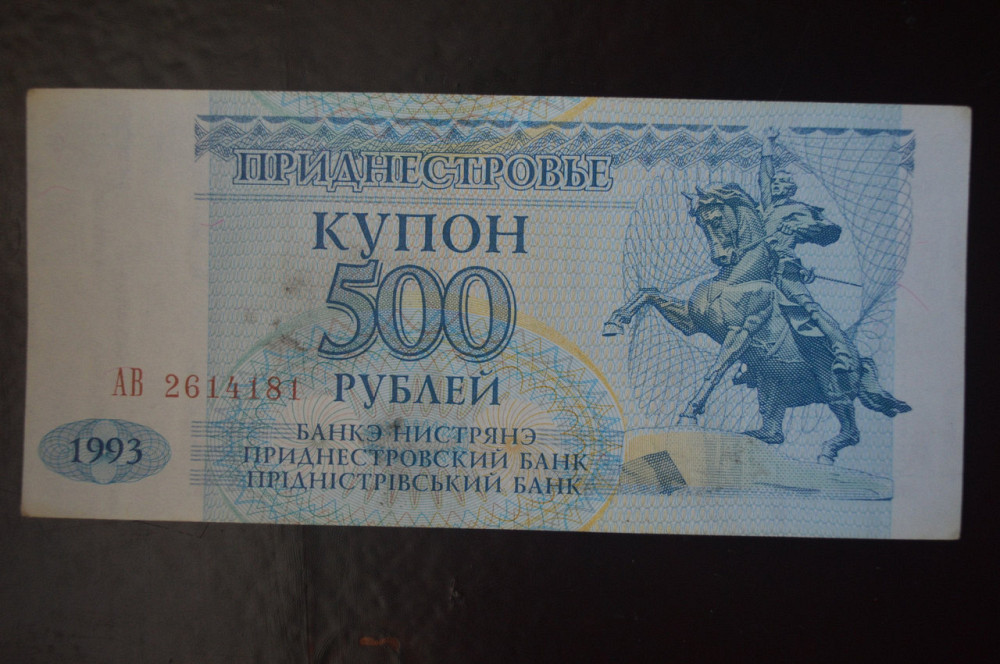 ПРИДНЕСТРОВЬЕ
КУПОН
500
РУБЛЕЙ
АВ 2614181
БАНКЭ НИСТРЯНЭ
1993
ПРИДНЕСТРОВСКИЙ БАНК
ПРІДНІСТРІВСЬКИЙ БАНК